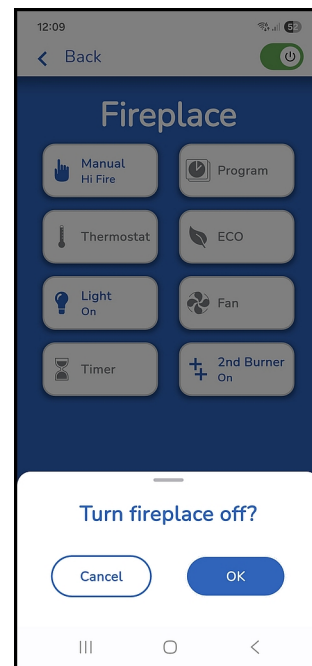 12:09
52
Back
Fireplace
Manual
Hi Fire
Program
Thermostat
ECO
Light
On
Fan
Timer
2nd Burner
On
Turn fireplace off?
Cancel
OK